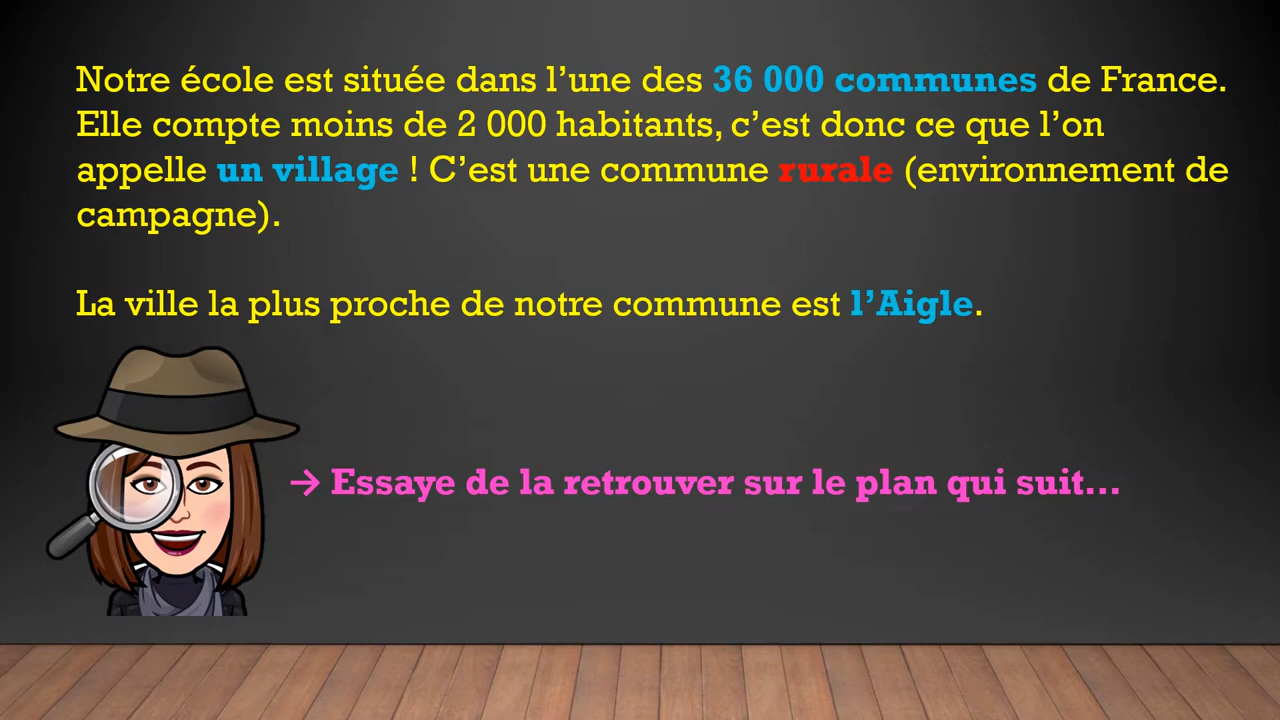 Notre école est située dans l’une des 36 000 communes de France.
Elle compte moins de 2 000 habitants, c’est donc ce que l’on
appelle un village ! C’est une commune rurale (environnement de
campagne).
La ville la plus proche de notre commune est l’Aigle.
→ Essaye de la retrouver sur le plan qui suit…